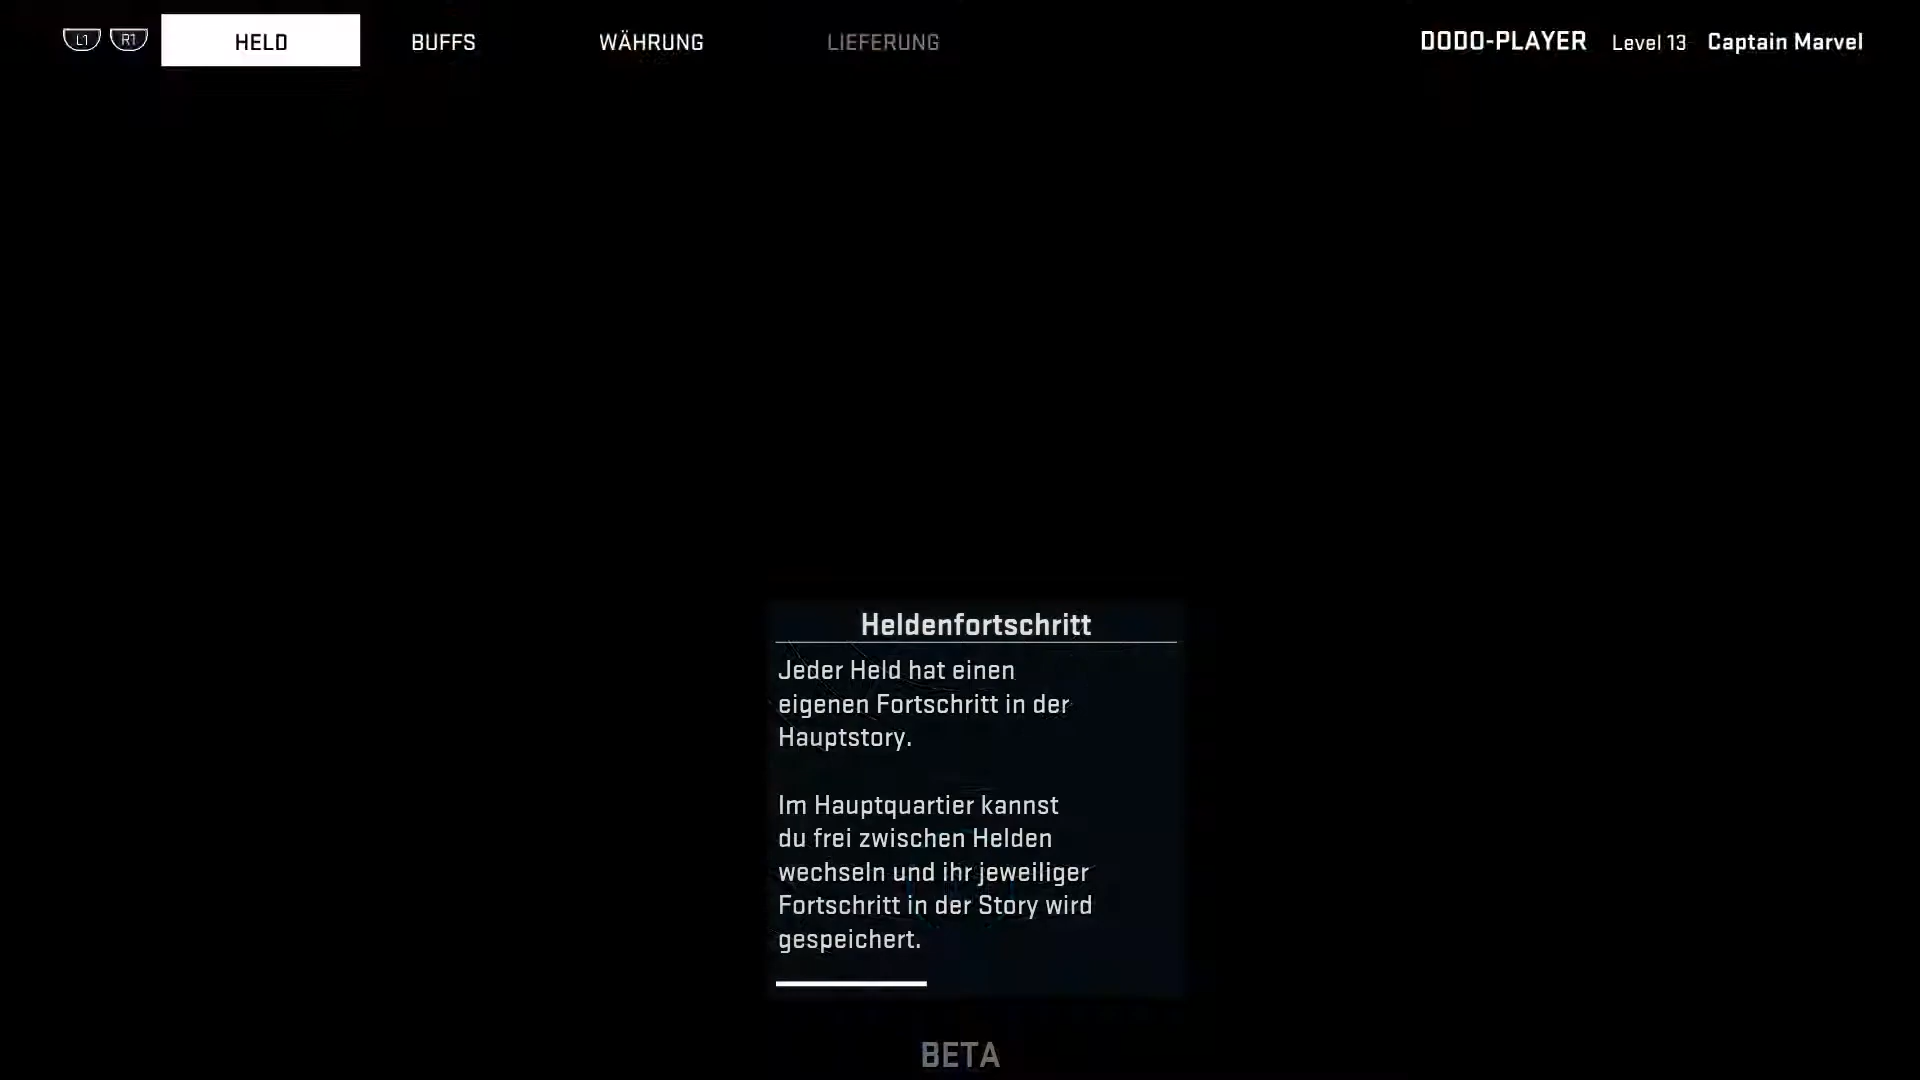 L1 R1 HELD BUFFS WÄHRUNG LIEFERUNG DODO-PLAYER Level 13 Captain Marvel
Heldenfortschritt
Jeder Held hat einen
eigenen Fortschritt in der
Hauptstory.
Im Hauptquartier kannst
du frei zwischen Helden
wechseln und ihr jeweiliger
Fortschritt in der Story wird
gespeichert.
BETA